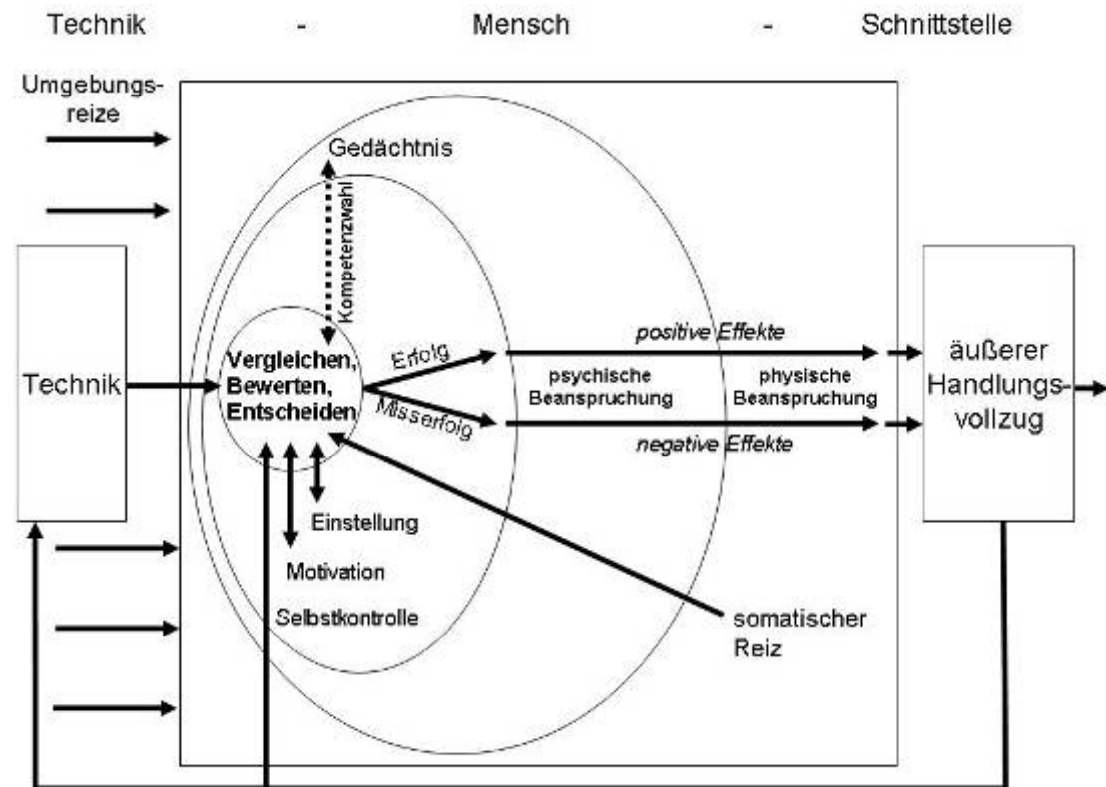 Technik - Mensch - Schnittstelle
Umgebungs-
reize
Gedächtnis
Kompetenzwahl
Technik
Vergleichen,
Bewerten,
Entscheiden
Erfolg
Misserfolg
positive Effekte
psychische
Beanspruchung
physische
Beanspruchung
negative Effekte
äußerer
Handlungs-
vollzug
Einstellung
Motivation
Selbstkontrolle
somatischer
Reiz